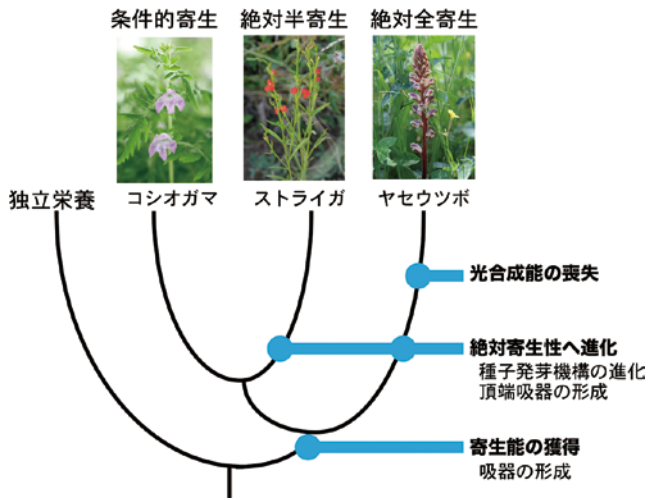 条件的寄生 絶対半寄生 絶対全寄生
独立栄養 コシオガマ ストライガ ヤセウツボ
光合成能の喪失
絶対寄生性へ進化
種子発芽機構の進化
頂端吸器の形成
寄生能の獲得
吸器の形成